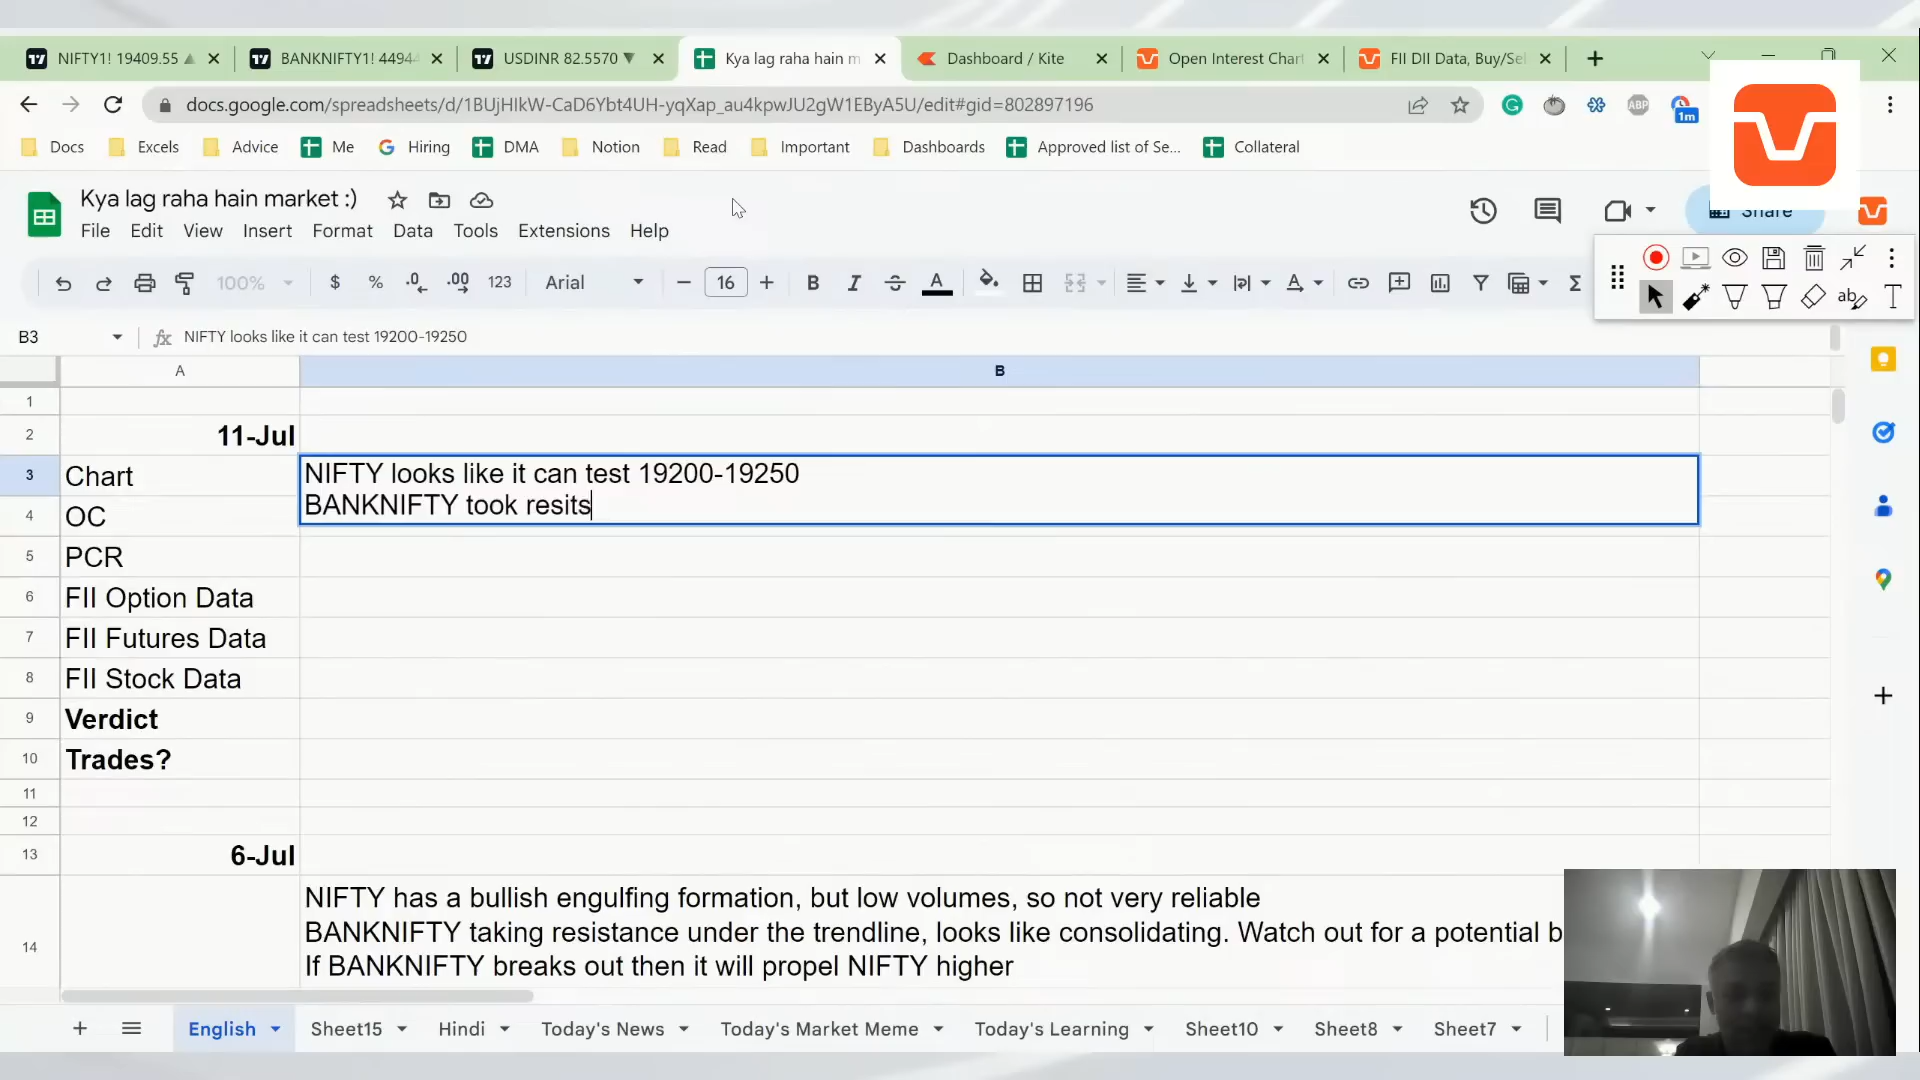 NIFTY1! 19409.55
BANKNIFTY1! 4494
USDINR 82.5570
Kya lag raha hain m
Dashboard / Kite
Open Interest Chart
FII DII Data, Buy/Sel
docs.google.com/spreadsheets/d/1BUjHIkW-CaD6Ybt4UH-yqXap_au4kpwJU2gW1EByA5U/edit#gid=802897196
ABP
1m
Docs Excels Advice Me Hiring DMA Notion Read Important Dashboards Approved list of Se... Collateral
Kya lag raha hain market :)
Share
File Edit View Insert Format Data Tools Extensions Help
100% $ % .0 .00 123 Arial 16 B I A
B3
NIFTY looks like it can test 19200-19250
A B
1
2 11-Jul
3 Chart NIFTY looks like it can test 19200-19250
BANKNIFTY took resits
4 OC
5 PCR
6 FII Option Data
7 FII Futures Data
8 FII Stock Data
9 Verdict
10 Trades?
11
12
13 6-Jul
NIFTY has a bullish engulfing formation, but low volumes, so not very reliable
14 BANKNIFTY taking resistance under the trendline, looks like consolidating. Watch out for a potential b
If BANKNIFTY breaks out then it will propel NIFTY higher
English Sheet15 Hindi Today's News Today's Market Meme Today's Learning Sheet10 Sheet8 Sheet7